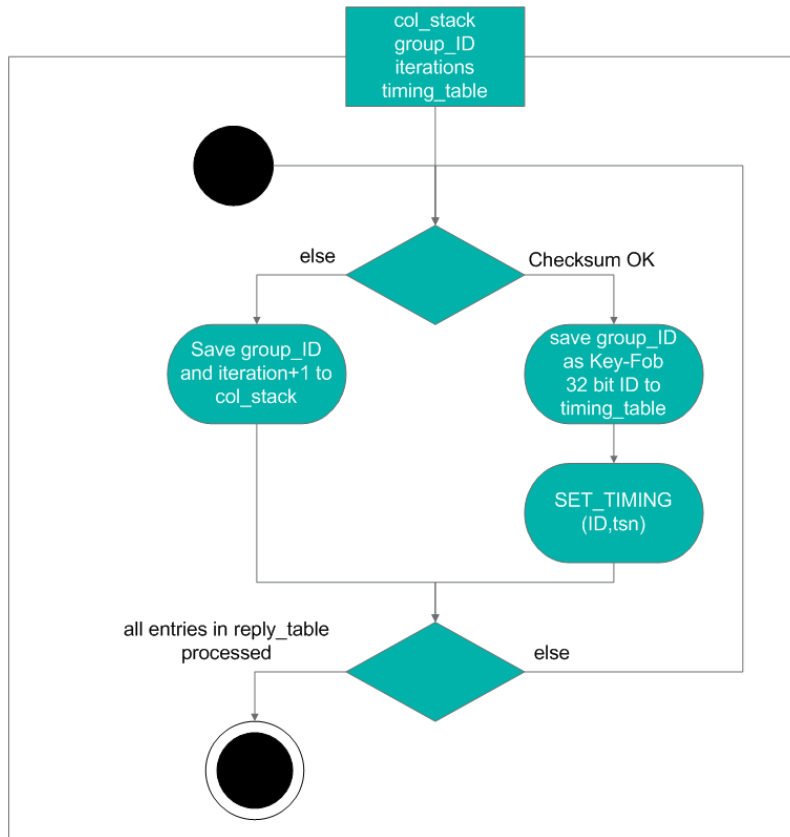 col_stack
group_ID
iterations
timing_table
else
Checksum OK
Save group_ID
and iteration+1 to
col_stack
save group_ID
as Key-Fob
32 bit ID to
timing_table
SET_TIMING
(ID,tsn)
all entries in reply_table
processed
else